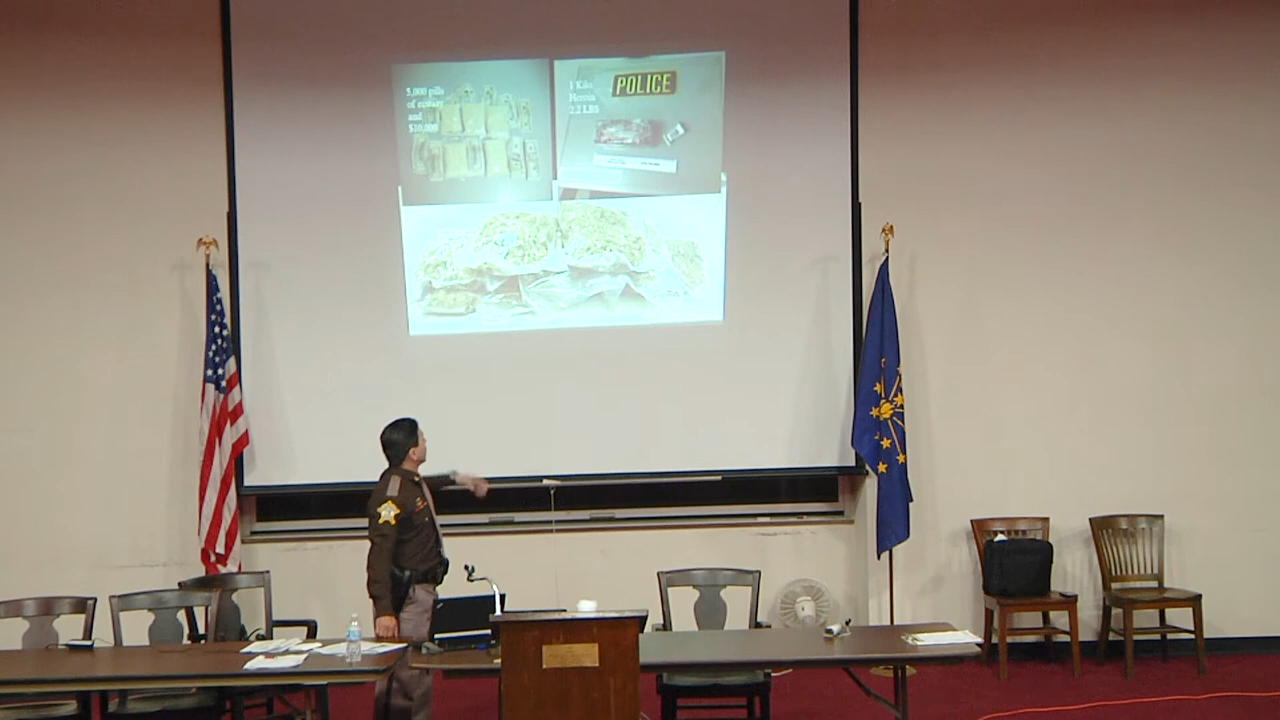 5,000 pills
of ecstasy
and
$10,000
1 Kilo
Heroin
2.2 LBS
POLICE